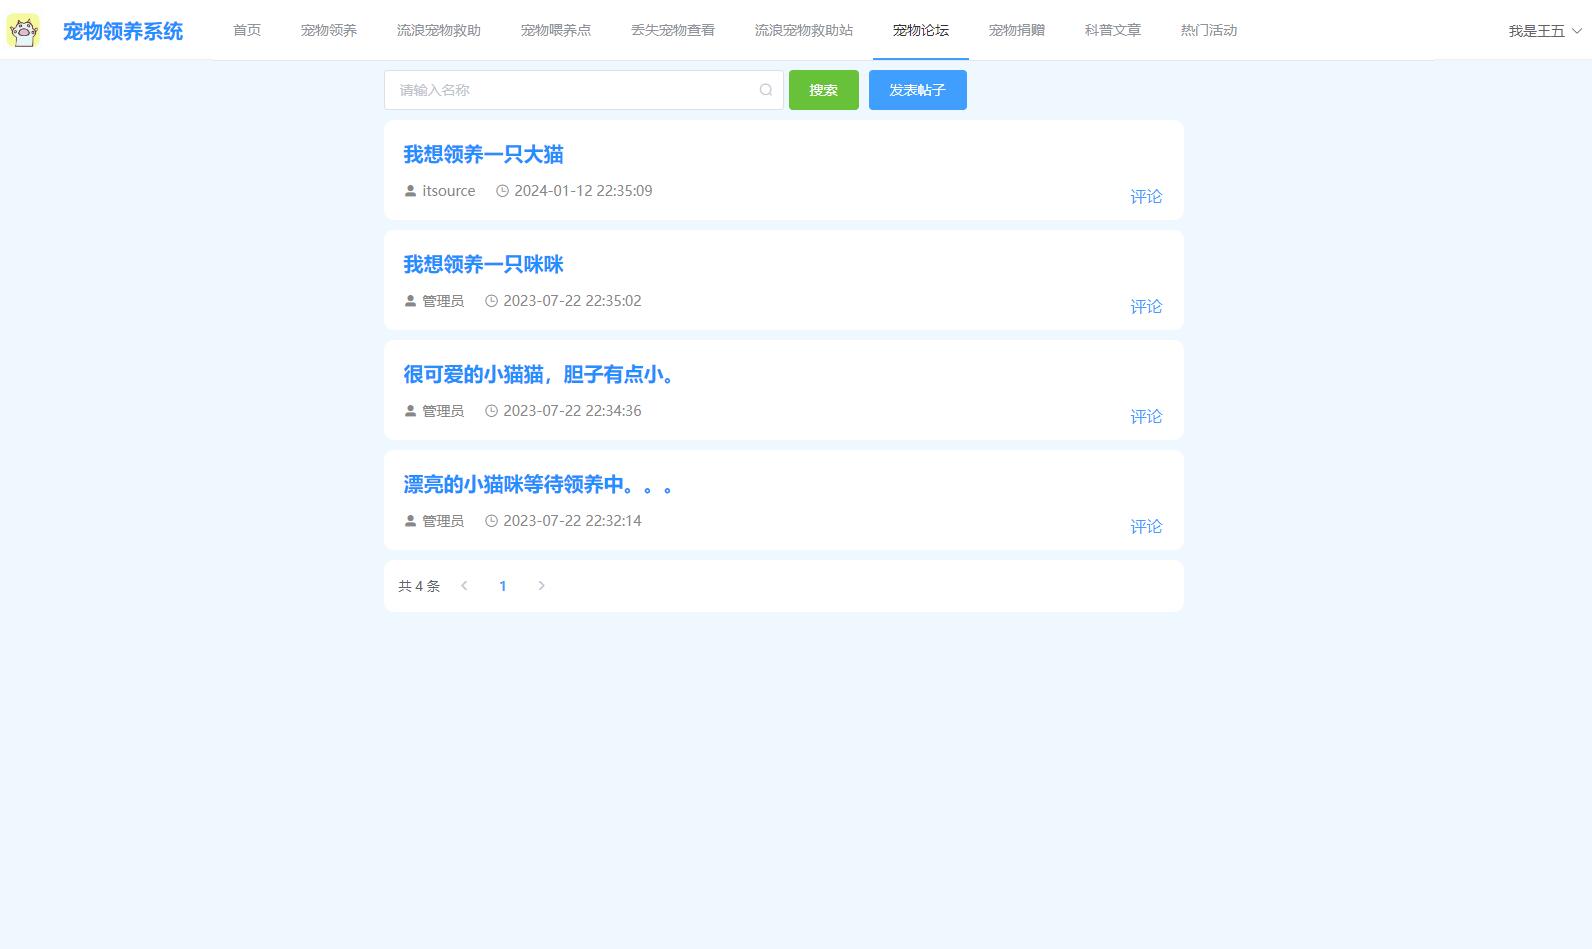 宠物领养系统 首页 宠物领养 流浪宠物救助 宠物喂养点 丢失宠物查看 流浪宠物救助站 宠物论坛 宠物捐赠 科普文章 热门活动 我是王五
请输入名称 搜索 发表帖子
我想领养一只大猫
itsource 2024-01-12 22:35:09
评论
我想领养一只咪咪
管理员 2023-07-22 22:35:02
评论
很可爱的小猫猫，胆子有点小。
管理员 2023-07-22 22:34:36
评论
漂亮的小猫咪等待领养中。。。
管理员 2023-07-22 22:32:14
评论
共 4 条 1